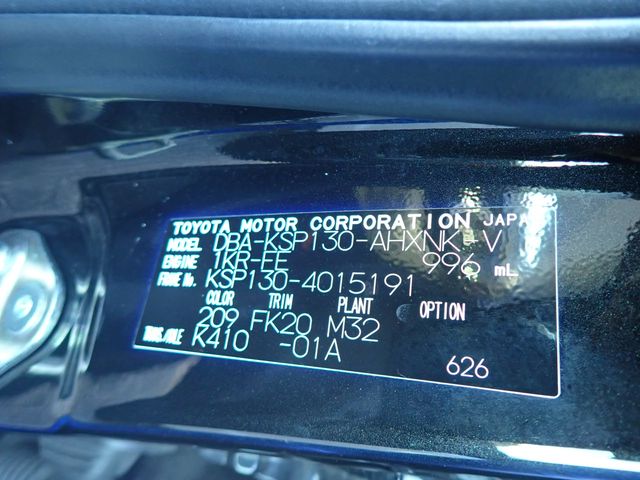 TOYOTA MOTOR CORPORATION JAPAN
MODEL DBA-KSP130-AHXNK V
ENGINE 1KR-FE 996 mL
FRAME No. KSP130-4015191
COLOR TRIM PLANT OPTION
209 FK20 M32
TRANS/AXLE K410 -01A
626